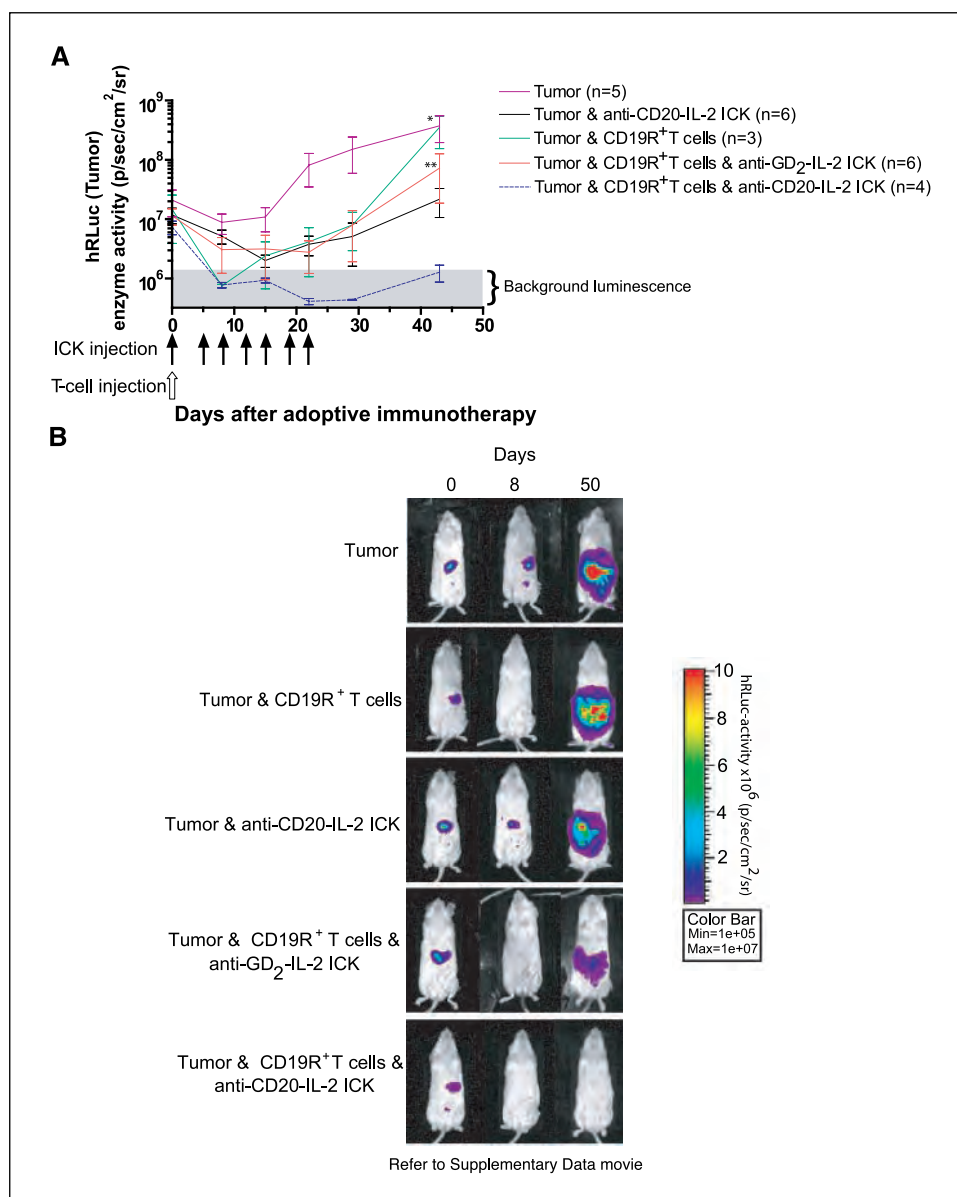 A
hRLuc (Tumor)
enzyme activity (p/sec/cm²/sr)
10⁹
10⁸
10⁷
10⁶
0
10
20
30
40
50
*
**
Tumor (n=5)
Tumor & anti-CD20-IL-2 ICK (n=6)
Tumor & CD19R⁺T cells (n=3)
Tumor & CD19R⁺T cells & anti-GD₂-IL-2 ICK (n=6)
Tumor & CD19R⁺T cells & anti-CD20-IL-2 ICK (n=4)
} Background luminescence
ICK injection
T-cell injection
Days after adoptive immunotherapy
B
Days
0 8 50
Tumor
Tumor & CD19R⁺ T cells
Tumor & anti-CD20-IL-2 ICK
Tumor & CD19R⁺ T cells &
anti-GD₂-IL-2 ICK
Tumor & CD19R⁺T cells &
anti-CD20-IL-2 ICK
10
8
6
4
2
hRLuc-activity x10⁶ (p/sec/cm²/sr)
Color Bar
Min=1e+05
Max=1e+07
Refer to Supplementary Data movie